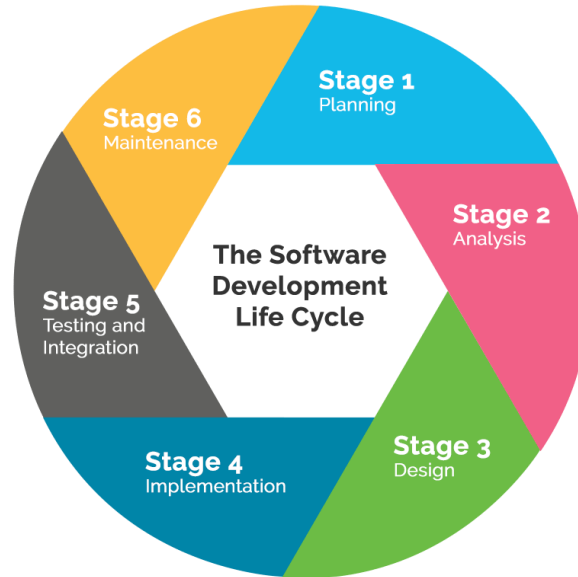 The Software
Development
Life Cycle
Stage 1
Planning
Stage 2
Analysis
Stage 3
Design
Stage 4
Implementation
Stage 5
Testing and
Integration
Stage 6
Maintenance